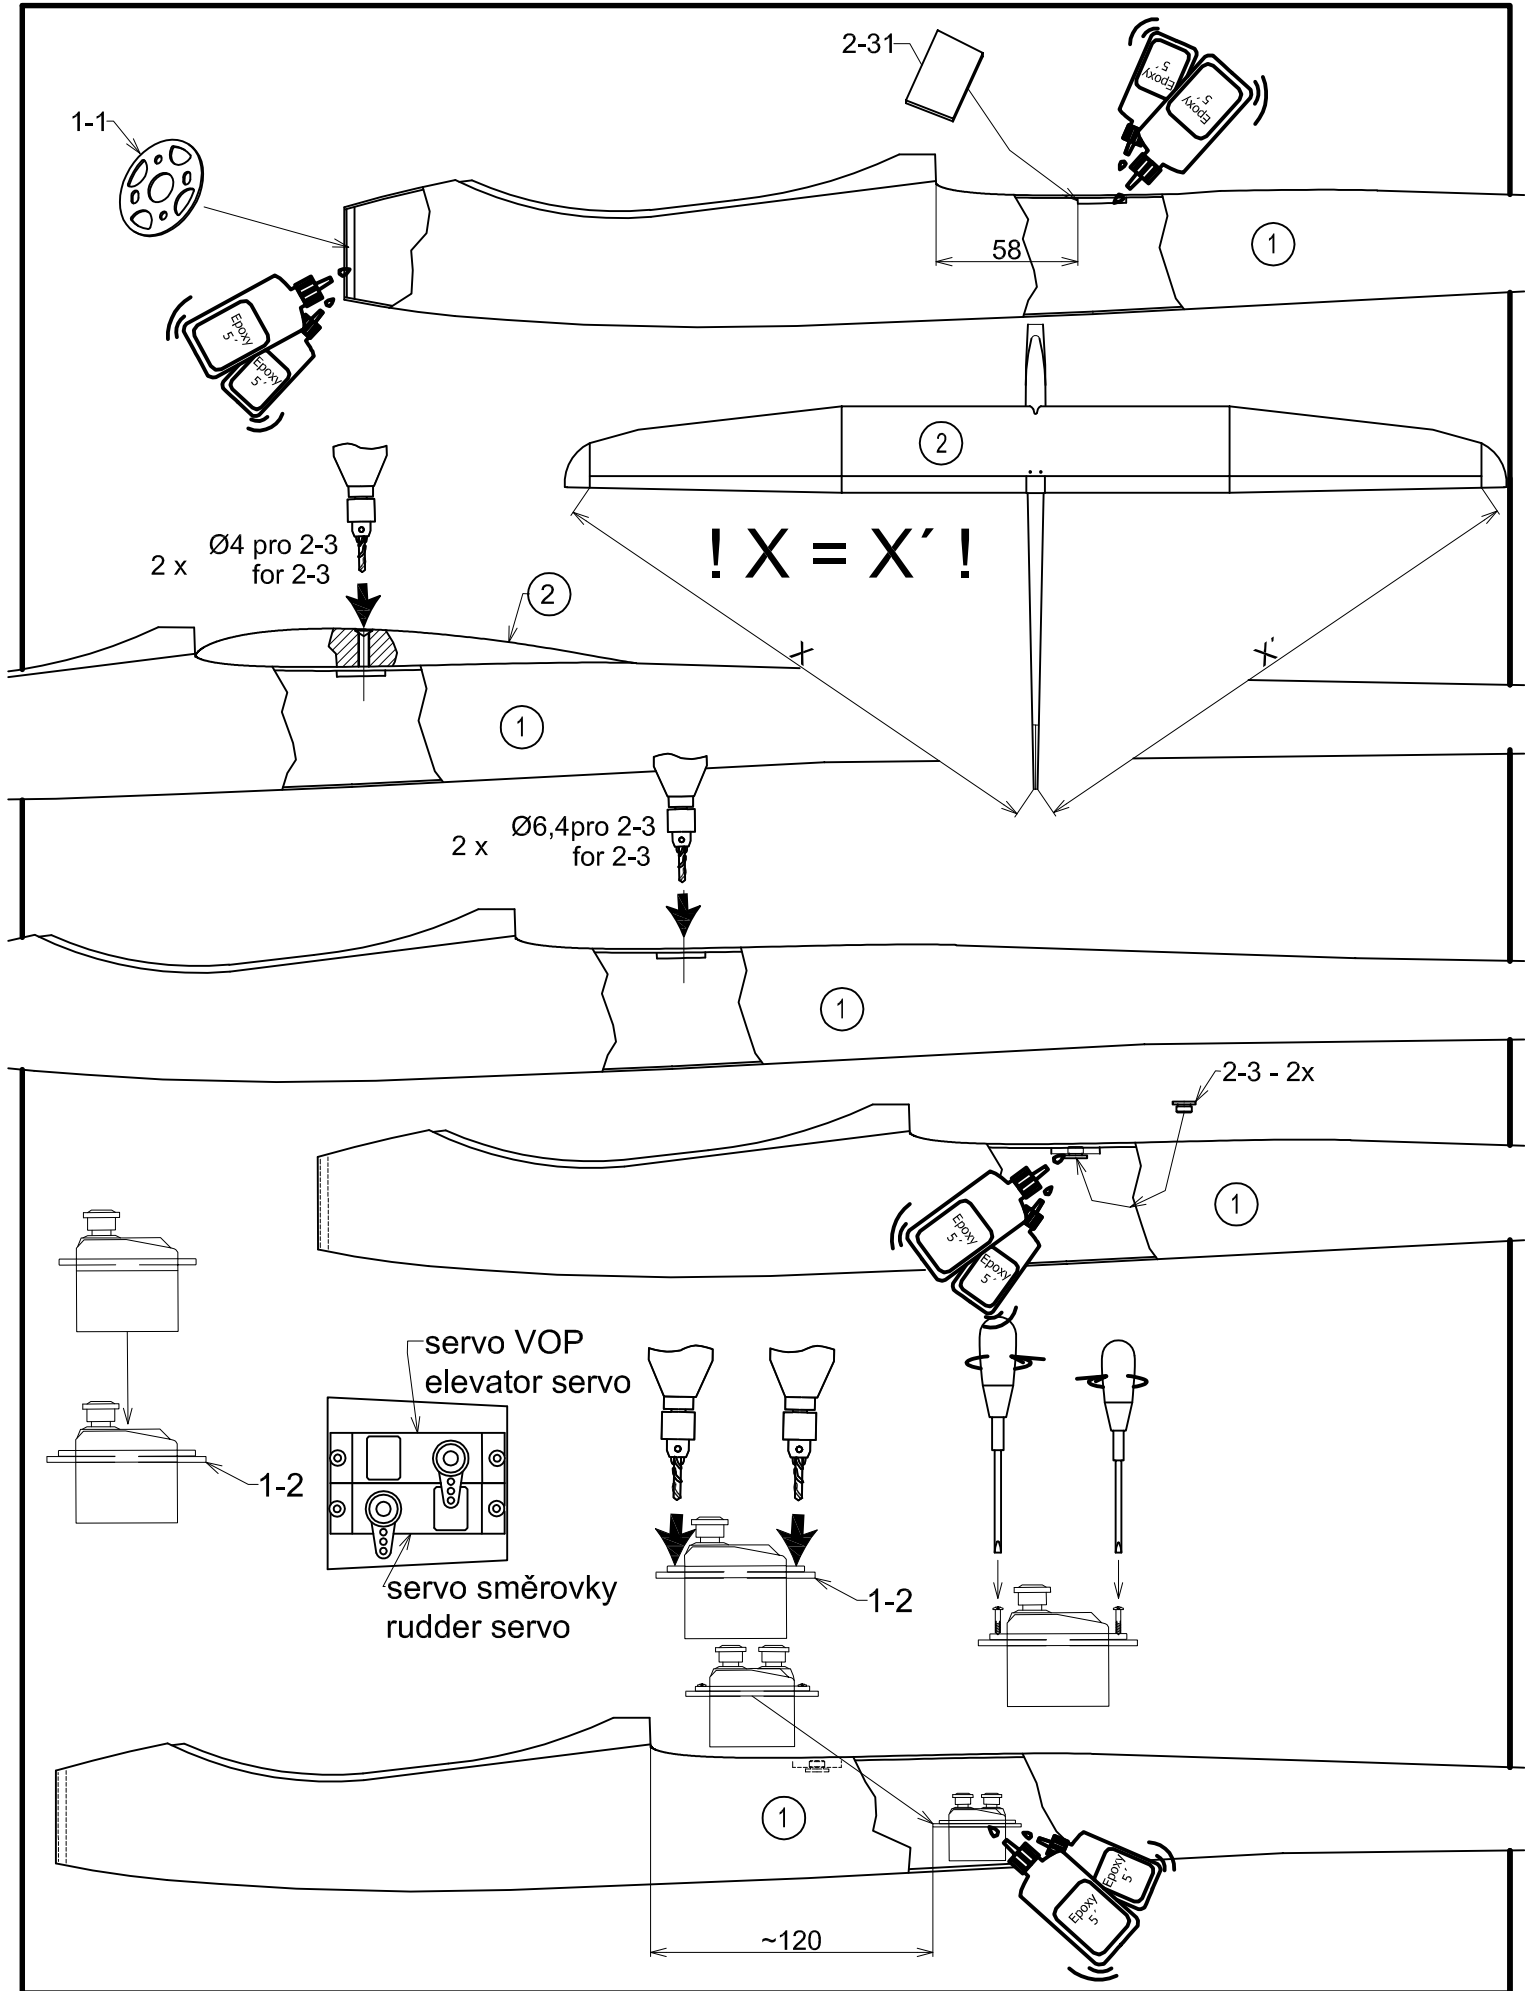 2-31
Epoxy
5´
Epoxy
5´
1-1
58
1
Epoxy
5´
Epoxy
5´
2
Ø4 pro 2-3
2 x
for 2-3
! X = X´ !
2
X
X´
1
Ø6,4pro 2-3
2 x
for 2-3
1
2-3 - 2x
1
Epoxy
5´
Epoxy
5´
servo VOP
elevator servo
1-2
servo směrovky
rudder servo
1-2
1
Epoxy
5´
Epoxy
5´
~120